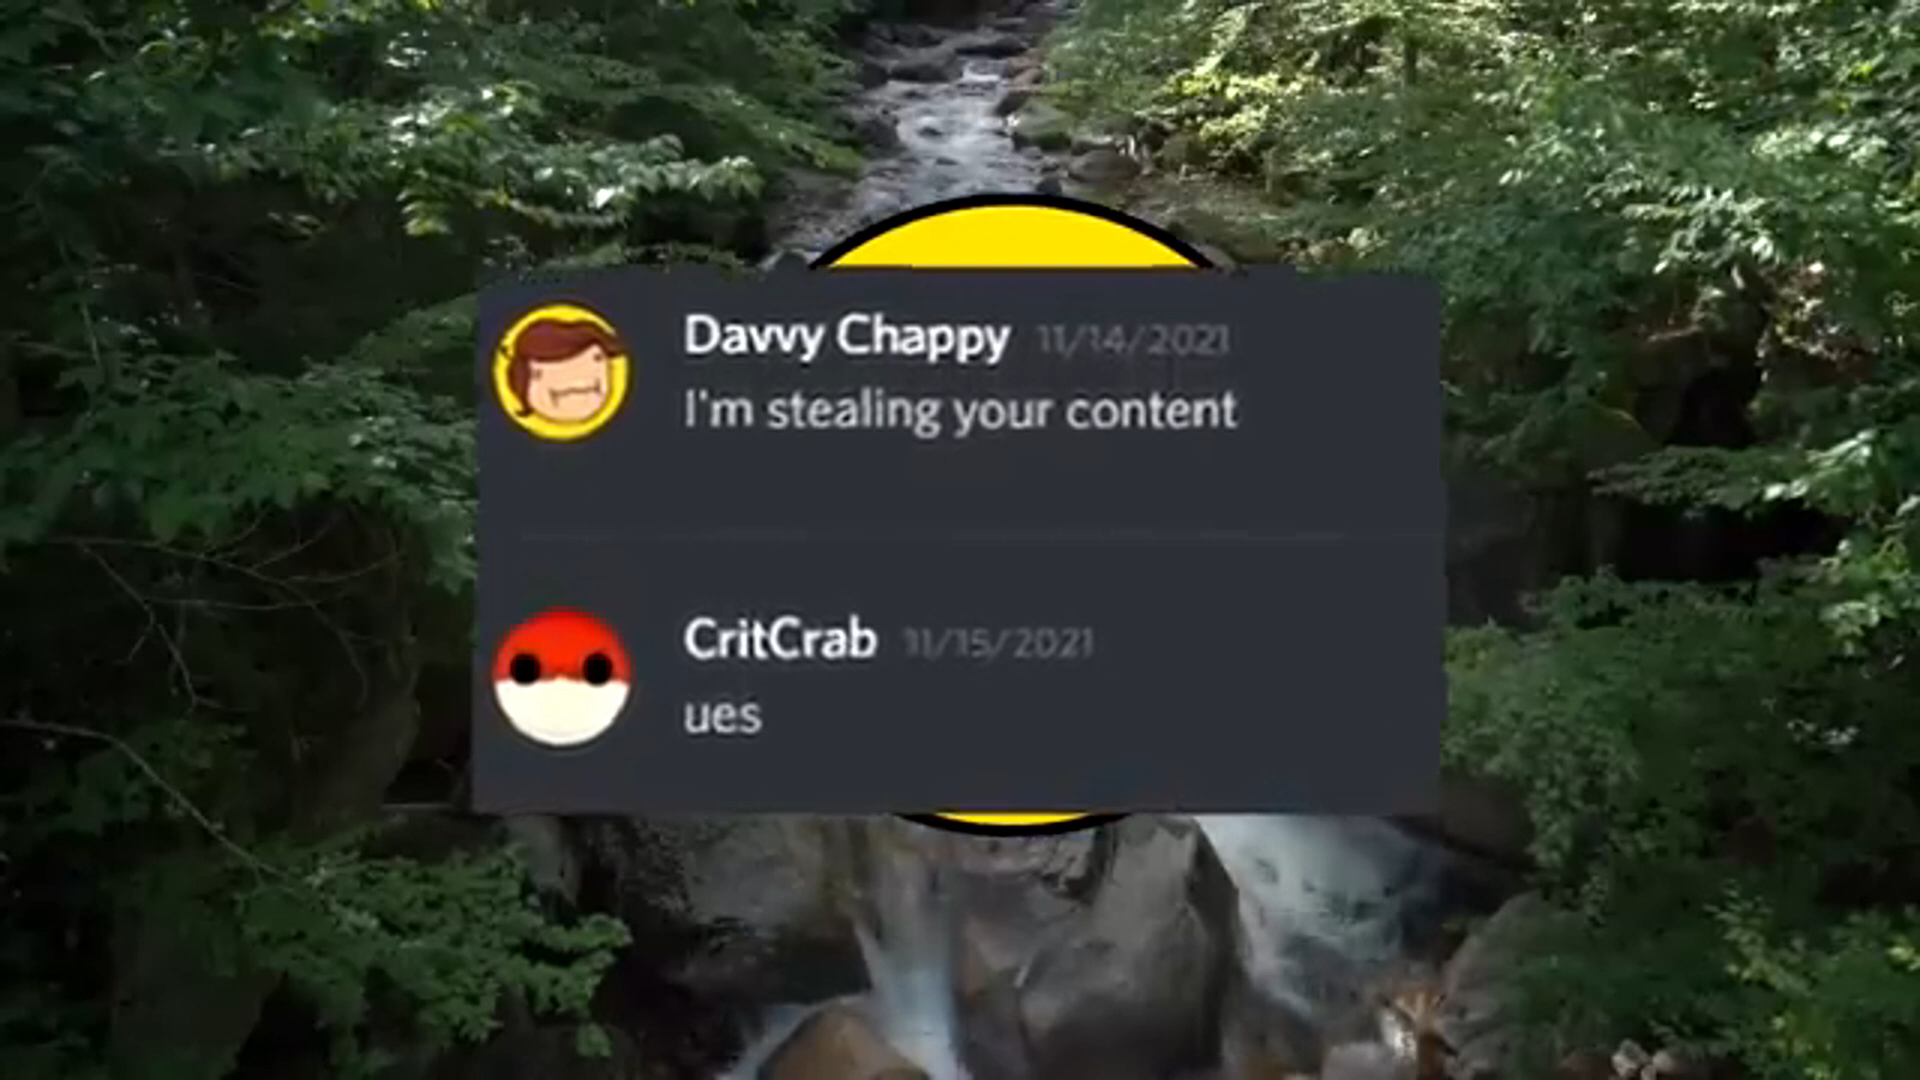 Davvy Chappy 11/14/2021
I'm stealing your content
CritCrab 11/15/2021
ues